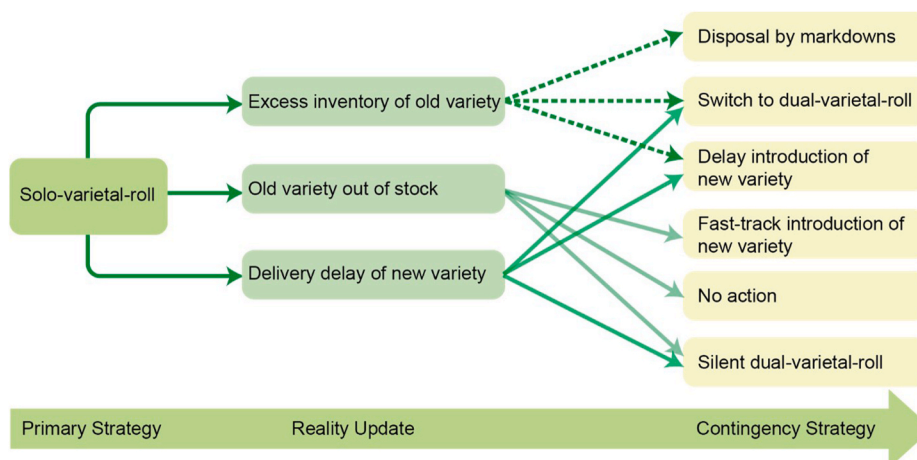 Solo-varietal-roll
Excess inventory of old variety
Old variety out of stock
Delivery delay of new variety
Disposal by markdowns
Switch to dual-varietal-roll
Delay introduction of
new variety
Fast-track introduction of
new variety
No action
Silent dual-varietal-roll
Primary Strategy
Reality Update
Contingency Strategy